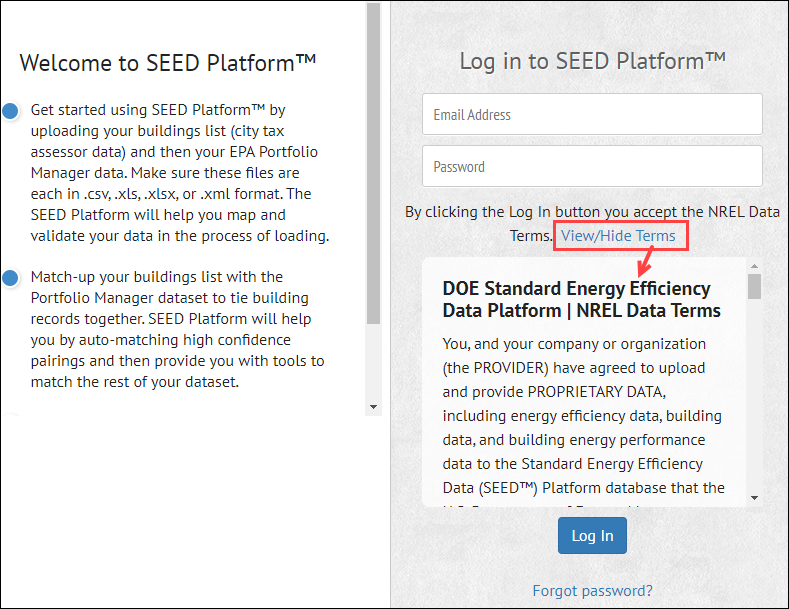 Welcome to SEED Platform™
Get started using SEED Platform™ by
uploading your buildings list (city tax
assessor data) and then your EPA Portfolio
Manager data. Make sure these files are
each in .csv, .xls, .xlsx, or .xml format. The
SEED Platform will help you map and
validate your data in the process of loading.
Match-up your buildings list with the
Portfolio Manager dataset to tie building
records together. SEED Platform will help
you by auto-matching high confidence
pairings and then provide you with tools to
match the rest of your dataset.
Log in to SEED Platform™
Email Address
Password
By clicking the Log In button you accept the NREL Data
Terms. View/Hide Terms
DOE Standard Energy Efficiency
Data Platform | NREL Data Terms
You, and your company or organization
(the PROVIDER) have agreed to upload
and provide PROPRIETARY DATA,
including energy efficiency data, building
data, and building energy performance
data to the Standard Energy Efficiency
Data (SEED™) Platform database that the
Log In
Forgot password?